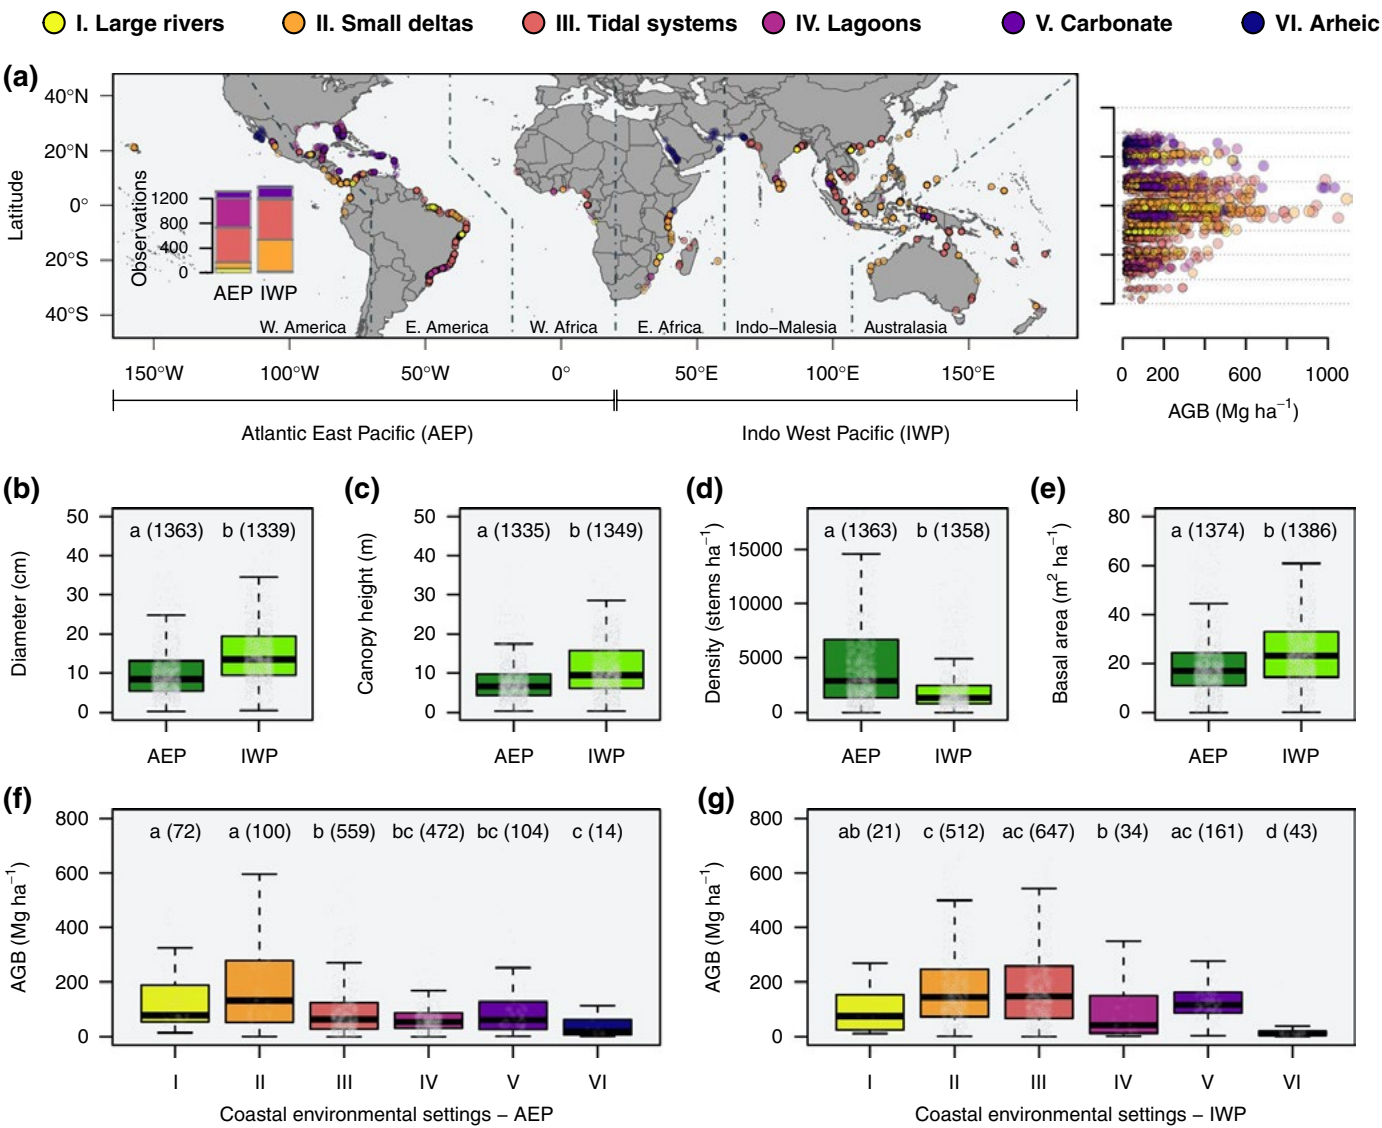 I. Large rivers II. Small deltas III. Tidal systems IV. Lagoons V. Carbonate VI. Arheic
(a)
Latitude
40°N
20°N
0°
20°S
40°S
Observations
1200
800
400
0
AEP IWP
W. America E. America W. Africa E. Africa Indo–Malesia Australasia
150°W 100°W 50°W 0° 50°E 100°E 150°E
Atlantic East Pacific (AEP) Indo West Pacific (IWP)
0 200 600 1000
AGB (Mg ha⁻¹)
(b)
Diameter (cm)
50
40
30
20
10
0
a (1363) b (1339)
AEP IWP
(c)
Canopy height (m)
50
40
30
20
10
0
a (1335) b (1349)
AEP IWP
(d)
Density (stems ha⁻¹)
15000
10000
5000
0
a (1363) b (1358)
AEP IWP
(e)
Basal area (m² ha⁻¹)
80
60
40
20
0
a (1374) b (1386)
AEP IWP
(f)
AGB (Mg ha⁻¹)
800
600
400
200
0
a (72) a (100) b (559) bc (472) bc (104) c (14)
I II III IV V VI
Coastal environmental settings – AEP
(g)
AGB (Mg ha⁻¹)
800
600
400
200
0
ab (21) c (512) ac (647) b (34) ac (161) d (43)
I II III IV V VI
Coastal environmental settings – IWP